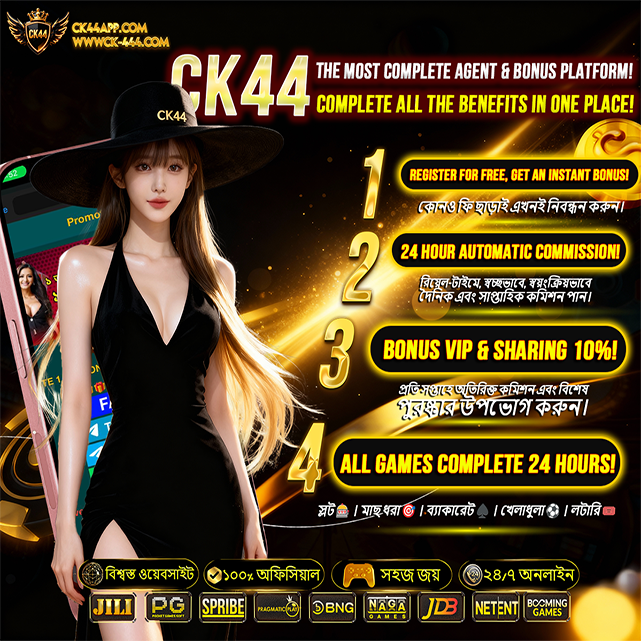 CK44
CK44APP.COM
WWWCK-444.COM
CK44
THE MOST COMPLETE AGENT & BONUS PLATFORM!
COMPLETE ALL THE BENEFITS IN ONE PLACE!
CK44
1
REGISTER FOR FREE, GET AN INSTANT BONUS!
কোনও ফি ছাড়াই এখনই নিবন্ধন করুন।
Promo
2
24 HOUR AUTOMATIC COMMISSION!
রিয়েল-টাইমে, স্বচ্ছভাবে, স্বয়ংক্রিয়ভাবে
দৈনিক এবং সাপ্তাহিক কমিশন পান।
3
BONUS VIP & SHARING 10%!
প্রতি সপ্তাহে অতিরিক্ত কমিশন এবং বিশেষ
পুরষ্কার উপভোগ করুন।
4
ALL GAMES COMPLETE 24 HOURS!
স্লট🎰 | মাছ ধরা🎯 | ব্যাকারেট♠️ | খেলাধুলা⚽ | লটারি🎟️
বিশ্বস্ত ওয়েবসাইট
১০০% অফিসিয়াল
সহজ জয়
২৪/৭ অনলাইন
JILI
PG
SPRIBE
PRAGMATIC PLAY
BNG
NAGA GAMES
JDB
NETENT
BOOMING GAMES